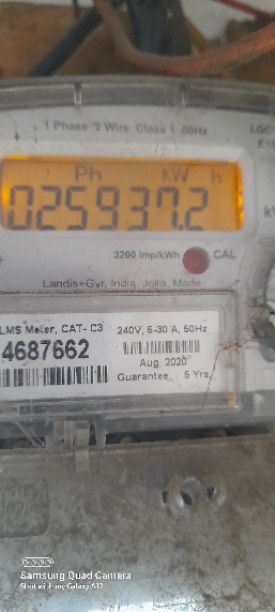 1 Phase 2 Wire Class 1 50Hz
Ph KW h
025937.2
3200 imp/kWh CAL
Landis+Gyr, India, Joka, Made
LMS Meter, CAT- C3
240V, 5-30 A, 50Hz
4687662
Aug. 2020
Guarantee : 5 Yrs.
Samsung Quad Camera
Shot with my Galaxy A12